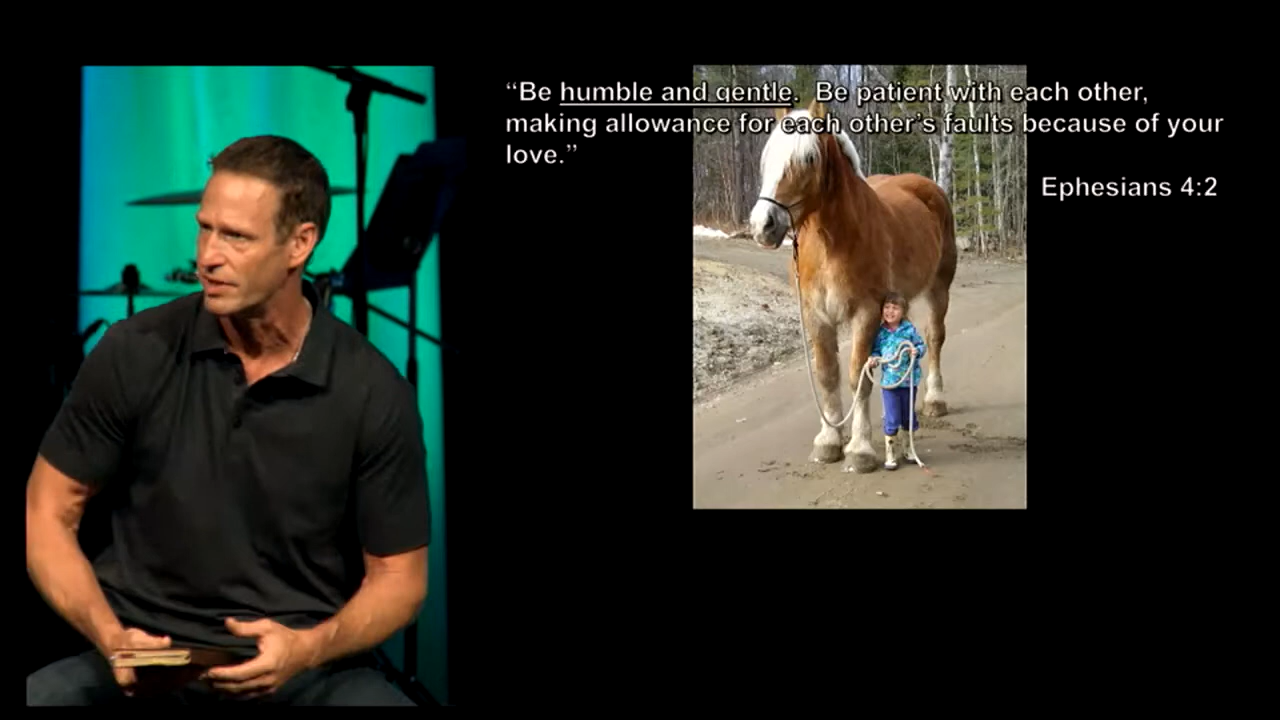 “Be humble and gentle.  Be patient with each other,
making allowance for each other’s faults because of your
love.”
Ephesians 4:2